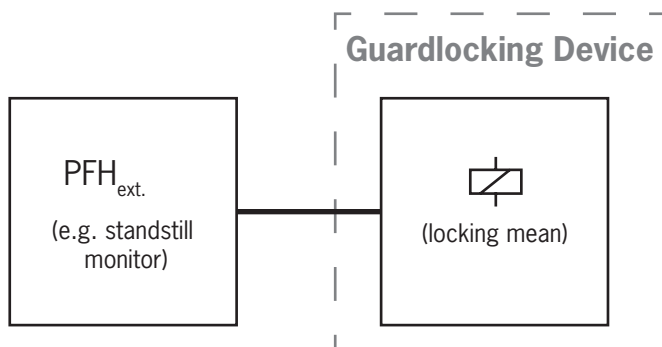 Guardlocking Device
PFHext.
(e.g. standstill
monitor)
(locking mean)